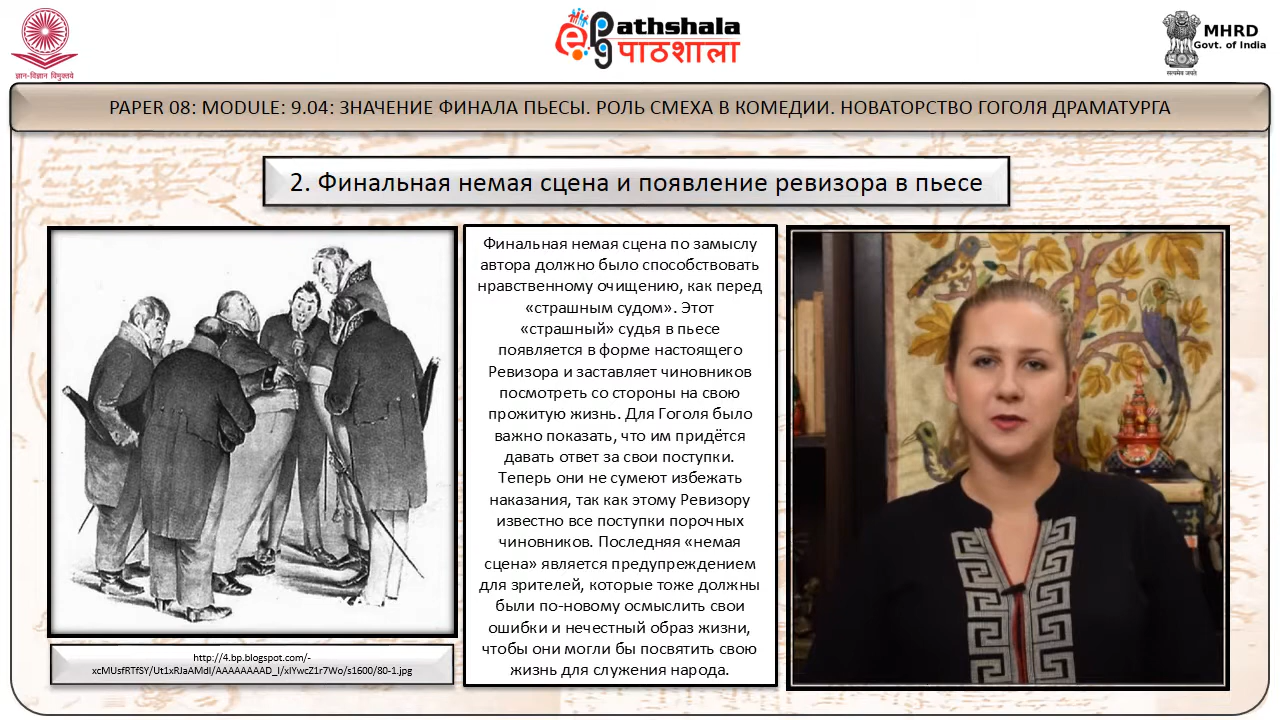 ज्ञान-विज्ञान विमुक्तये
ePathshala
पाठशाला
MHRD
Govt. of India
सत्यमेव जयते
PAPER 08: MODULE: 9.04: ЗНАЧЕНИЕ ФИНАЛА ПЬЕСЫ. РОЛЬ СМЕХА В КОМЕДИИ. НОВАТОРСТВО ГОГОЛЯ ДРАМАТУРГА
2. Финальная немая сцена и появление ревизора в пьесе
Финальная немая сцена по замыслу
автора должно было способствовать
нравственному очищению, как перед
«страшным судом». Этот
«страшный» судья в пьесе
появляется в форме настоящего
Ревизора и заставляет чиновников
посмотреть со стороны на свою
прожитую жизнь. Для Гоголя было
важно показать, что им придётся
давать ответ за свои поступки.
Теперь они не сумеют избежать
наказания, так как этому Ревизору
известно все поступки порочных
чиновников. Последняя «немая
сцена» является предупреждением
для зрителей, которые тоже должны
были по-новому осмыслить свои
ошибки и нечестный образ жизни,
чтобы они могли бы посвятить свою
жизнь для служения народа.
http://4.bp.blogspot.com/-
xcMUsfRTfSY/Ut1xRJaAMdI/AAAAAAAAD_I/xIYwcZ1r7Wo/s1600/80-1.jpg